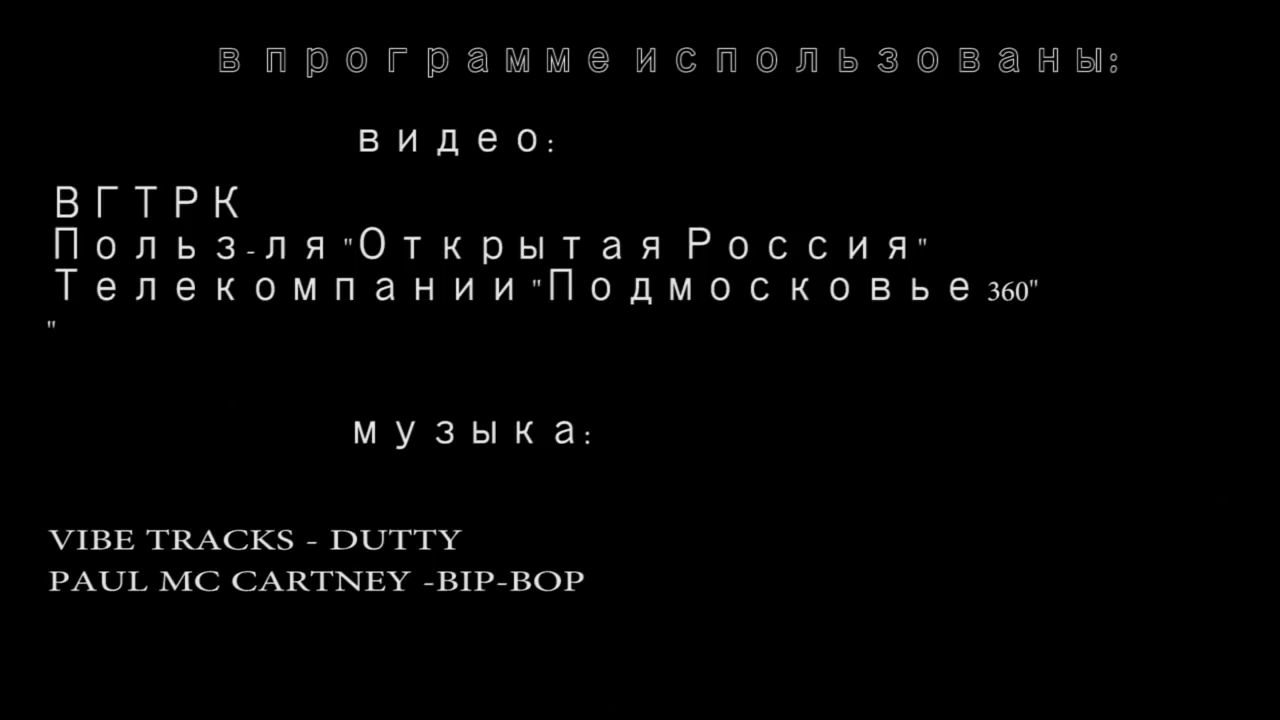 в программе использованы:
видео:
ВГТРК
Польз-ля "Открытая Россия"
Телекомпании "Подмосковье 360"
"
музыка:
VIBE TRACKS - DUTTY
PAUL MC CARTNEY -BIP-BOP